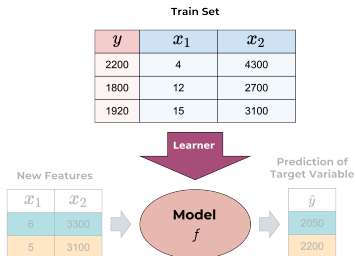 Train Set
y x₁ x₂
2200 4 4300
1800 12 2700
1920 15 3100
Learner
New Features
Prediction of
Target Variable
x₁ x₂
Model
f
ŷ
6 3300
2050
5 3100
2200